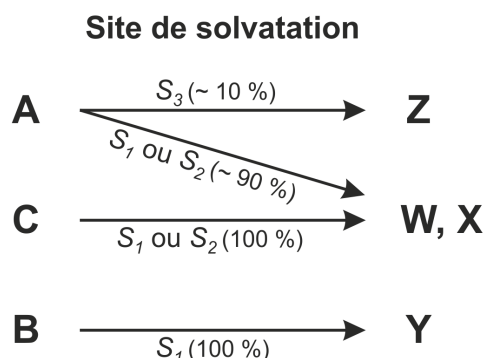 Site de solvatation
A S₃ (~ 10 %) Z
S₁ ou S₂ (~ 90 %)
C S₁ ou S₂ (100 %) W, X
B S₁ (100 %) Y